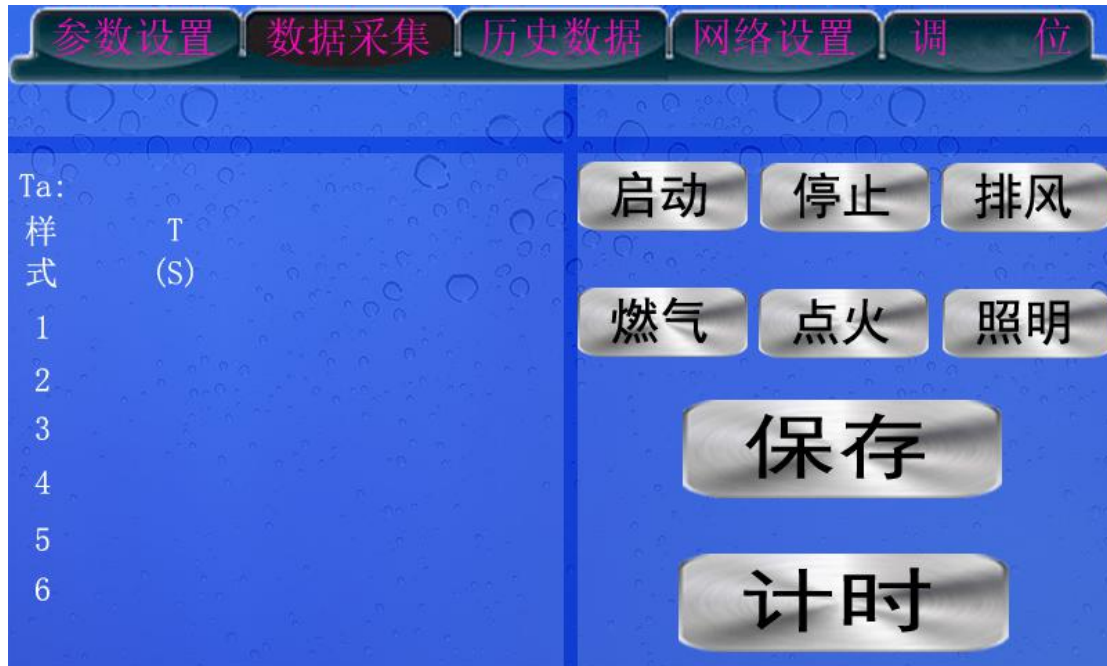 参数设置 数据采集 历史数据 网络设置 调 位
Ta:
样 T
式 (S)
1
2
3
4
5
6
启动 停止 排风
燃气 点火 照明
保存
计时